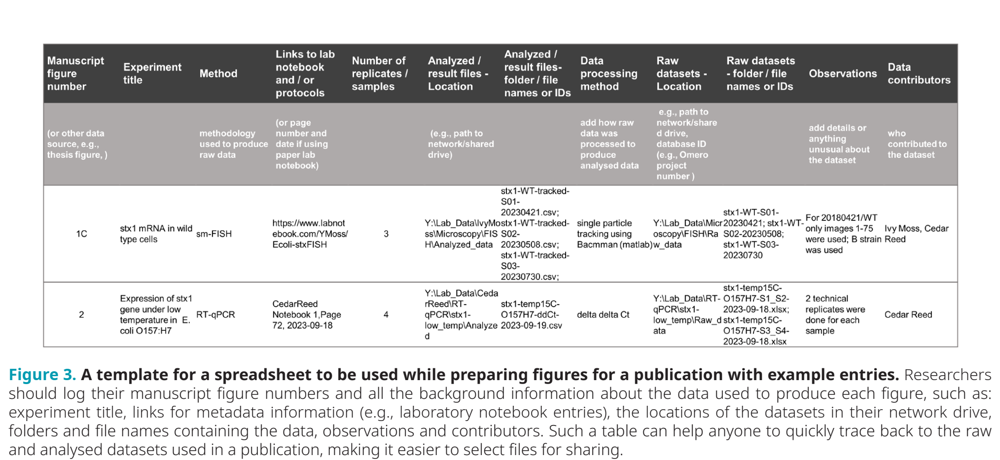 Manuscript
figure
number
Experiment
title
Method
Links to lab
notebook
and / or
protocols
Number of
replicates /
samples
Analyzed /
result files -
Location
Analyzed /
result files-
folder / file
names or IDs
Data
processing
method
Raw
datasets -
Location
Raw datasets
- folder / file
names or IDs
Observations
Data
contributors
(or other data
source, e.g.,
thesis figure, )
methodology
used to produce
raw data
(or page
number and
date if using
paper lab
notebook)
(e.g., path to
network/shared
drive)
add how raw
data was
processed to
produce
analysed data
e.g., path to
network/share
d drive,
database ID
(e.g., Omero
project
number )
add details or
anything
unusual about
the dataset
who
contributed to
the dataset
1C
stx1 mRNA in wild
type cells
sm-FISH
https://www.labnot
ebook.com/YMoss/
Ecoli-stxFISH
3
Y:\Lab_Data\IvyMo
ss\Microscopy\FIS
H\Analyzed_data
stx1-WT-tracked-
S01-
20230421.csv;
stx1-WT-tracked-
S02-
20230508.csv;
stx1-WT-tracked-
S03-
20230730.csv;
single particle
tracking using
Bacmman (matlab)
Y:\Lab_Data\Micr
oscopy\FISH\Ra
w_data
stx1-WT-S01-
20230421; stx1-WT-
S02-20230508;
stx1-WT-S03-
20230730
For 20180421/WT
only images 1-75
were used; B strain
was used
Ivy Moss, Cedar
Reed
2
Expression of stx1
gene under low
temperature in E.
coli O157:H7
RT-qPCR
CedarReed
Notebook 1,Page
72, 2023-09-18
4
Y:\Lab_Data\Ceda
rReed\RT-
qPCR\stx1-
low_temp\Analyze
d
stx1-temp15C-
O157H7-ddCt-
2023-09-19.csv
delta delta Ct
Y:\Lab_Data\RT-
qPCR\stx1-
low_temp\Raw_d
ata
stx1-temp15C-
O157H7-S1_S2-
2023-09-18.xlsx;
stx1-temp15C-
O157H7-S3_S4-
2023-09-18.xlsx
2 technical
replicates were
done for each
sample
Cedar Reed
Figure 3. A template for a spreadsheet to be used while preparing figures for a publication with example entries. Researchers
should log their manuscript figure numbers and all the background information about the data used to produce each figure, such as:
experiment title, links for metadata information (e.g., laboratory notebook entries), the locations of the datasets in their network drive,
folders and file names containing the data, observations and contributors. Such a table can help anyone to quickly trace back to the raw
and analysed datasets used in a publication, making it easier to select files for sharing.